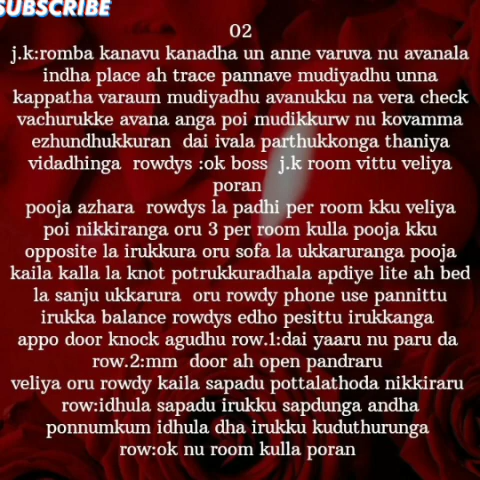 SUBSCRIBE
02
j.k:romba kanavu kanadha un anne varuva nu avanala
indha place ah trace pannave mudiyadhu unna
kappatha varaum mudiyadhu avanukku na vera check
vachurukke avana anga poi mudikkurw nu kovamma
ezhundhukkuran dai ivala parthukkonga thaniya
vidadhinga rowdys :ok boss j.k room vittu veliya
poran
pooja azhara rowdys la padhi per room kku veliya
poi nikkiranga oru 3 per room kulla pooja kku
opposite la irukkura oru sofa la ukkaruranga pooja
kaila kalla la knot potrukkuradhala apdiye lite ah bed
la sanju ukkarura oru rowdy phone use pannittu
irukka balance rowdys edho pesittu irukkanga
appo door knock agudhu row.1:dai yaaru nu paru da
row.2:mm door ah open pandraru
veliya oru rowdy kaila sapadu pottalathoda nikkiraru
row:idhula sapadu irukku sapdunga andha
ponnumkum idhula dha irukku kuduthurunga
row:ok nu room kulla poran